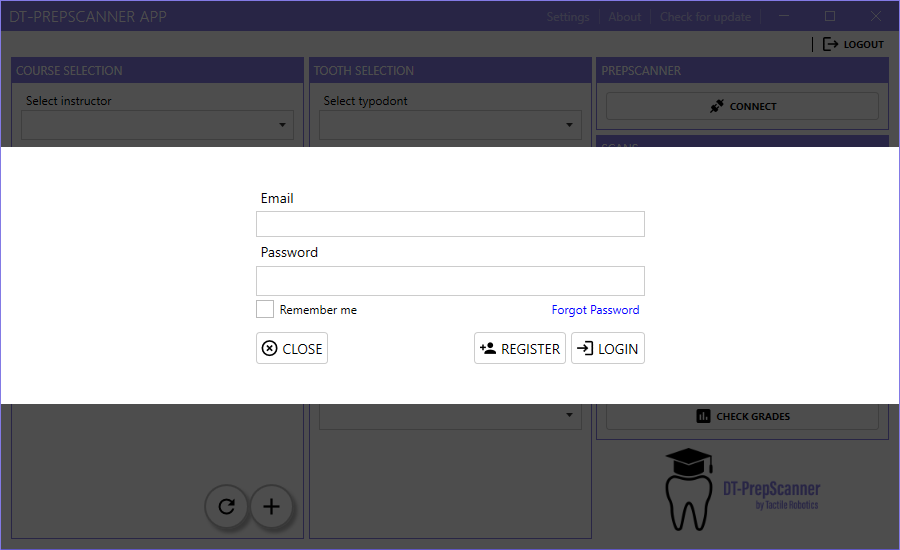 DT-PREPSCANNER APP
Settings
About
Check for update
LOGOUT
COURSE SELECTION
TOOTH SELECTION
PREPSCANNER
Select instructor
Select typodont
CONNECT
SCANS
Email
Password
Remember me
Forgot Password
CLOSE
REGISTER
LOGIN
CHECK GRADES
DT-PrepScanner
by Tactile Robotics